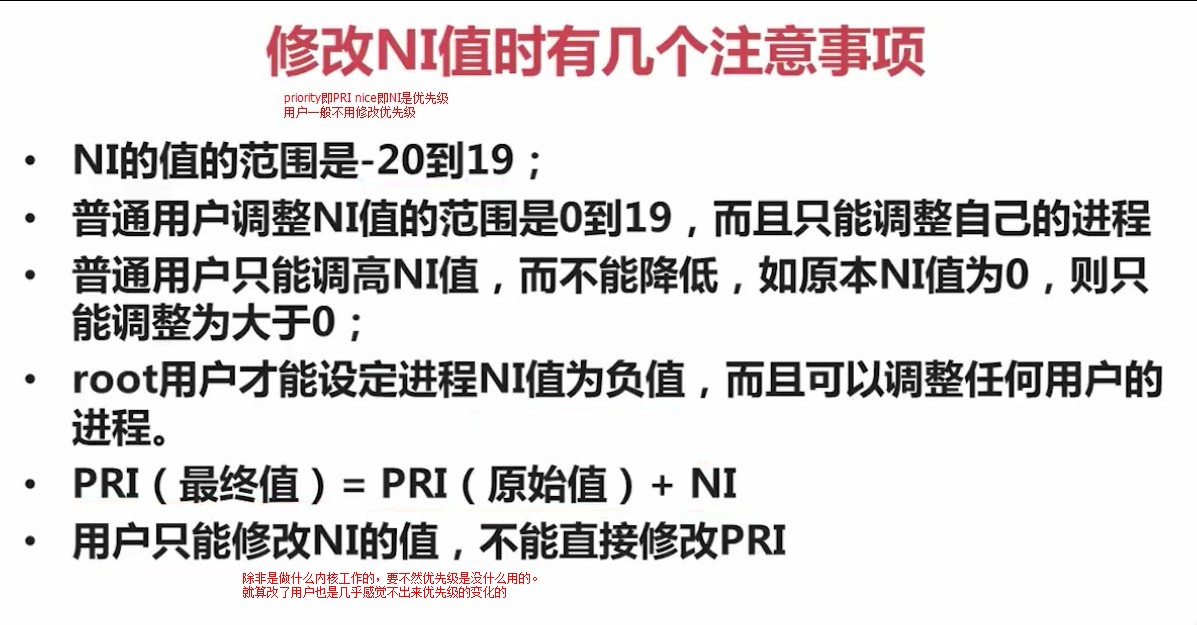 修改NI值时有几个注意事项
priority即PRI nice即NI是优先级
用户一般不用修改优先级
• NI的值的范围是-20到19；
• 普通用户调整NI值的范围是0到19，而且只能调整自己的进程
• 普通用户只能调高NI值，而不能降低，如原本NI值为0，则只
能调整为大于0；
• root用户才能设定进程NI值为负值，而且可以调整任何用户的
进程。
• PRI（最终值）= PRI（原始值）+ NI
• 用户只能修改NI的值，不能直接修改PRI
除非是做什么内核工作的，要不然优先级是没什么用的。
就算改了用户也是几乎感觉不出来优先级的变化的